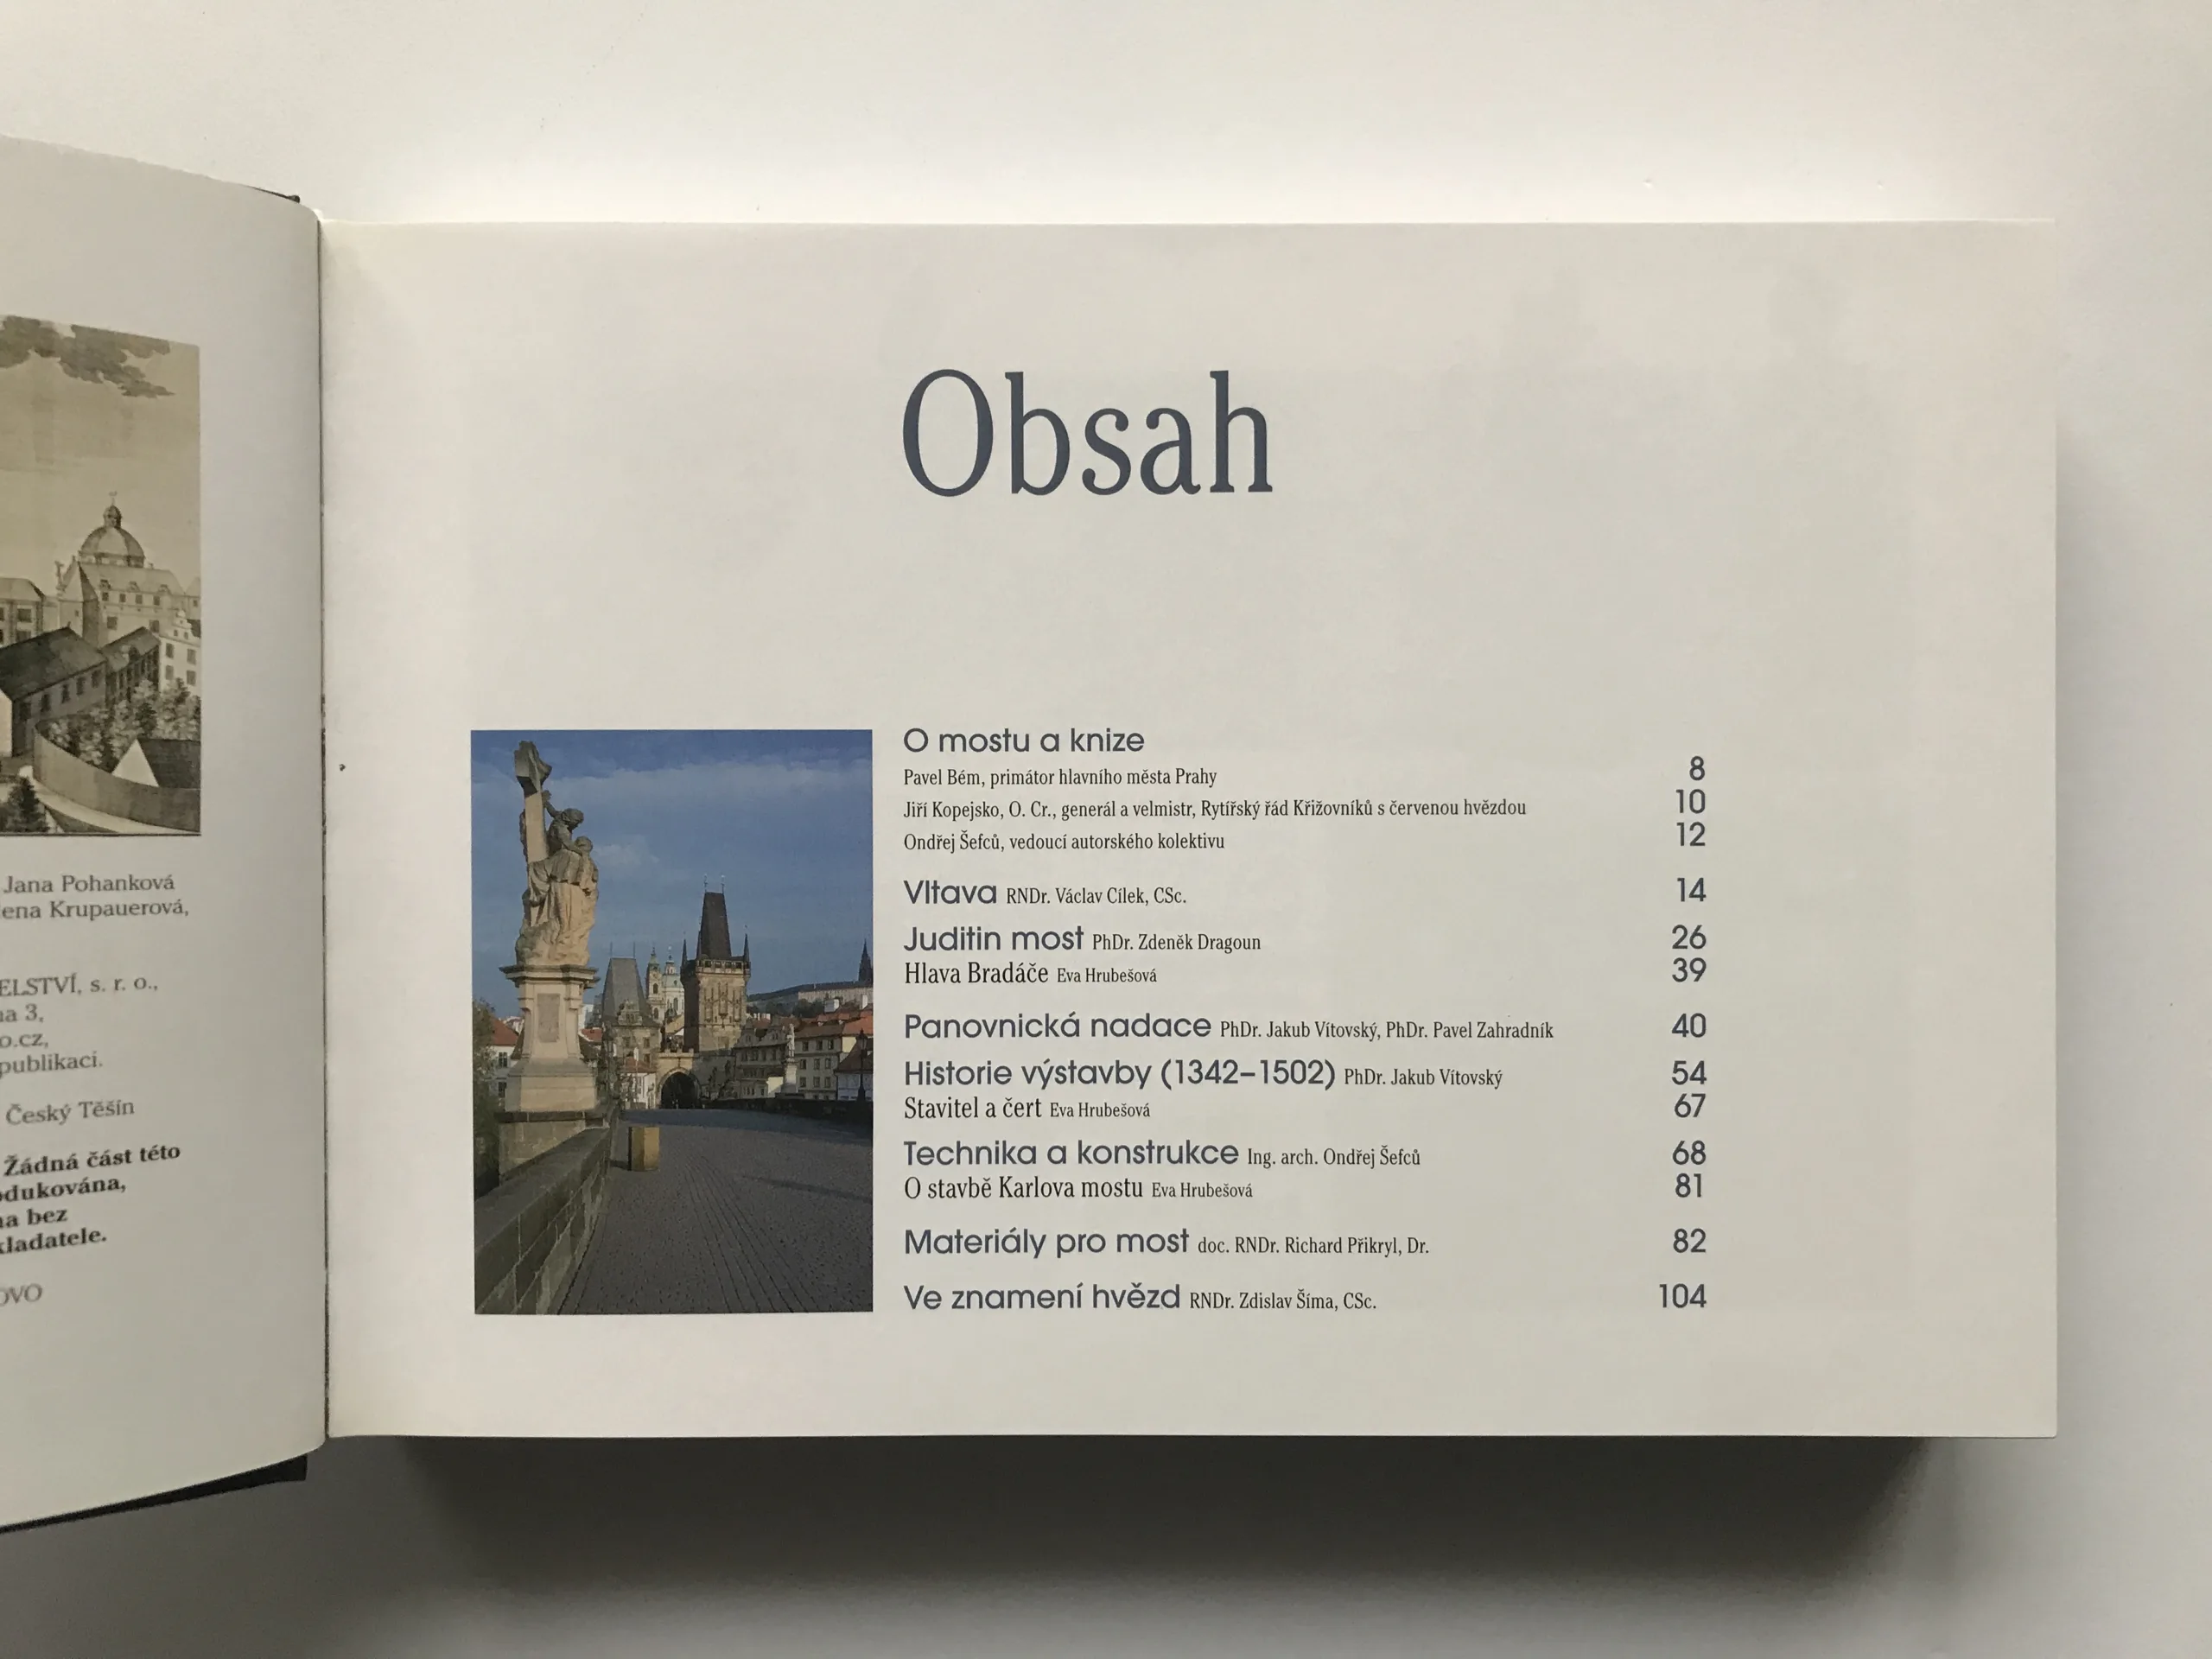 Jana Pohanková
Krupauerová,
s. r. o.,
3,
publikací.
Český Těšín
Žádná část této
bez
Obsah
O mostu a knize
Pavel Bém, primátor hlavního města Prahy 8
Jiří Kopejsko, O. Cr., generál a velmistr, Rytířský řád Křižovníků s červenou hvězdou 10
Ondřej Šefců, vedoucí autorského kolektivu 12
Vltava RNDr. Václav Cílek, CSc. 14
Juditin most PhDr. Zdeněk Dragoun 26
Hlava Bradáče Eva Hrubešová 39
Panovnická nadace PhDr. Jakub Vítovský, PhDr. Pavel Zahradník 40
Historie výstavby (1342–1502) PhDr. Jakub Vítovský 54
Stavitel a čert Eva Hrubešová 67
Technika a konstrukce Ing. arch. Ondřej Šefců 68
O stavbě Karlova mostu Eva Hrubešová 81
Materiály pro most doc. RNDr. Richard Přikryl, Dr. 82
Ve znamení hvězd RNDr. Zdislav Šíma, CSc. 104